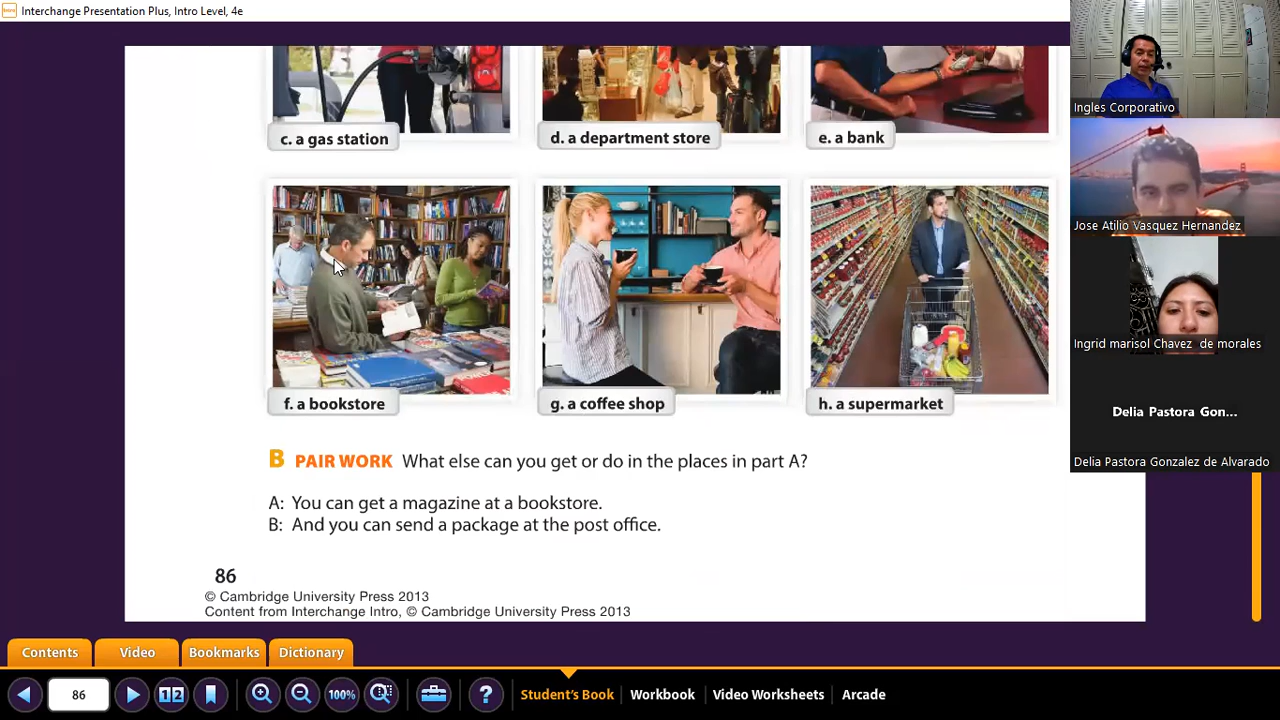 Interchange Presentation Plus, Intro Level, 4e
c. a gas station
d. a department store
e. a bank
f. a bookstore
g. a coffee shop
h. a supermarket
B PAIR WORK What else can you get or do in the places in part A?
A: You can get a magazine at a bookstore.
B: And you can send a package at the post office.
86
© Cambridge University Press 2013
Content from Interchange Intro, © Cambridge University Press 2013
Contents
Video
Bookmarks
Dictionary
86
1 2
100%
?
Student's Book
Workbook
Video Worksheets
Arcade
Ingles Corporativo
Jose Atilio Vasquez Hernandez
Ingrid marisol Chavez de morales
Delia Pastora Gon...
Delia Pastora Gonzalez de Alvarado